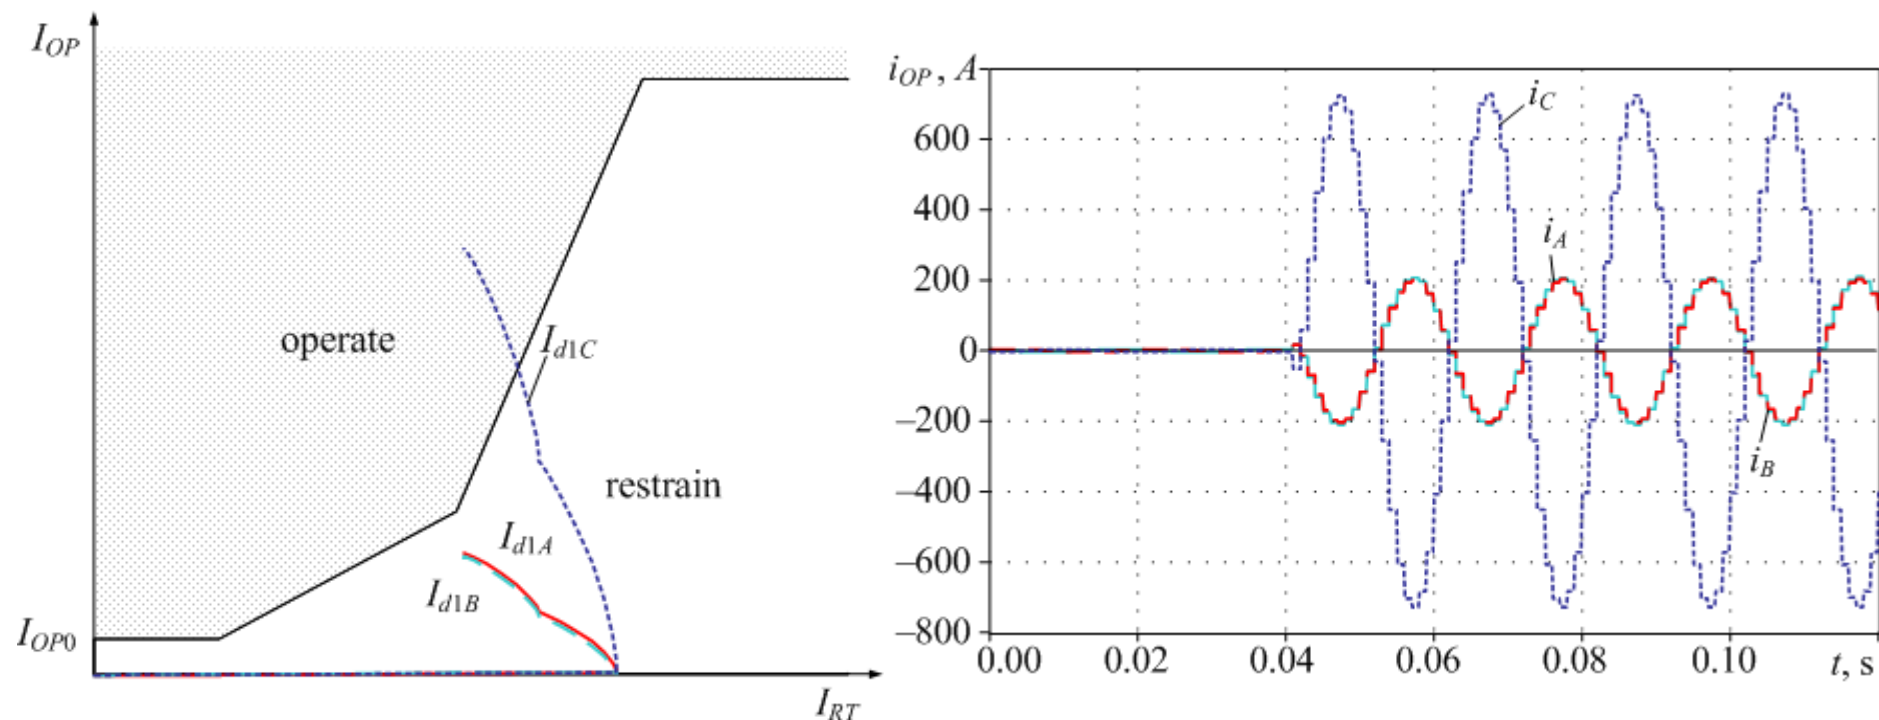 I_OP
operate
I_d1C
restrain
I_d1A
I_d1B
I_OP0
I_RT
i_OP, A
i_C
600
400
i_A
200
0
–200
i_B
–400
–600
–800
0.00 0.02 0.04 0.06 0.08 0.10 t, s